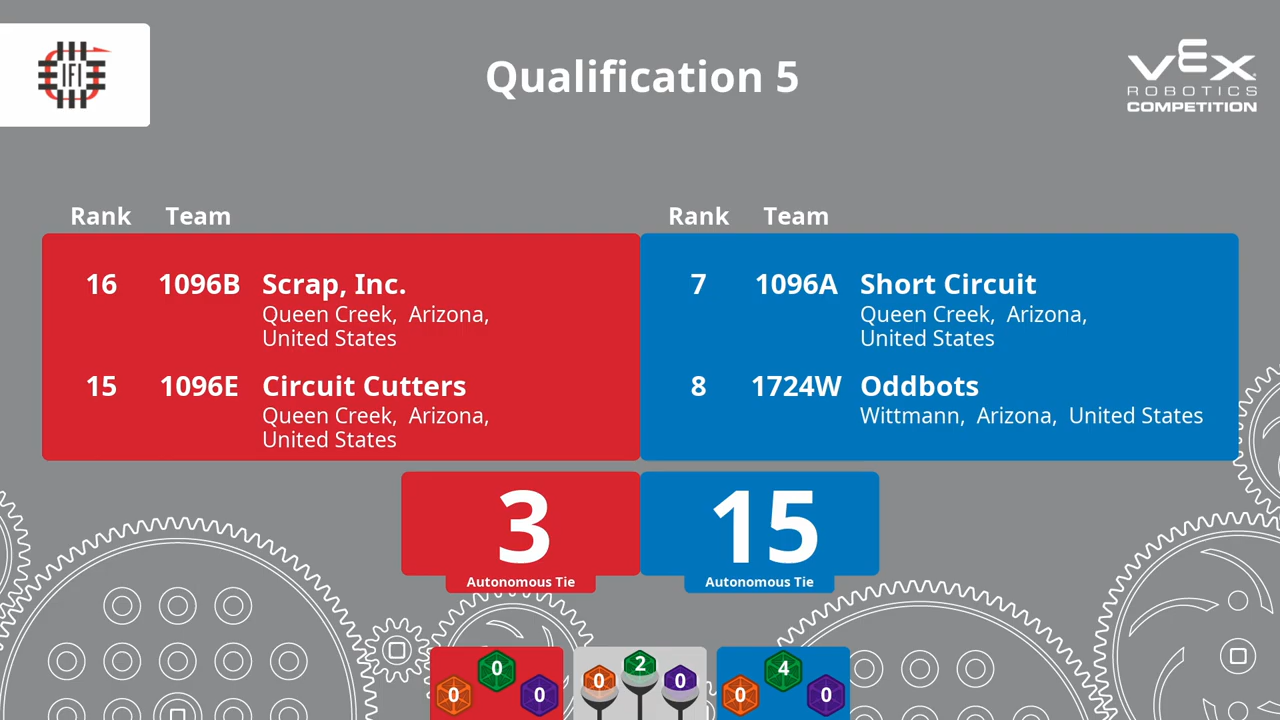 IFI
Qualification 5
VEX
ROBOTICS
COMPETITION
Rank Team
Rank Team
16 1096B Scrap, Inc.
Queen Creek, Arizona,
United States
15 1096E Circuit Cutters
Queen Creek, Arizona,
United States
7 1096A Short Circuit
Queen Creek, Arizona,
United States
8 1724W Oddbots
Wittmann, Arizona, United States
3
Autonomous Tie
15
Autonomous Tie
0 0 0
0 2 0
0 4 0